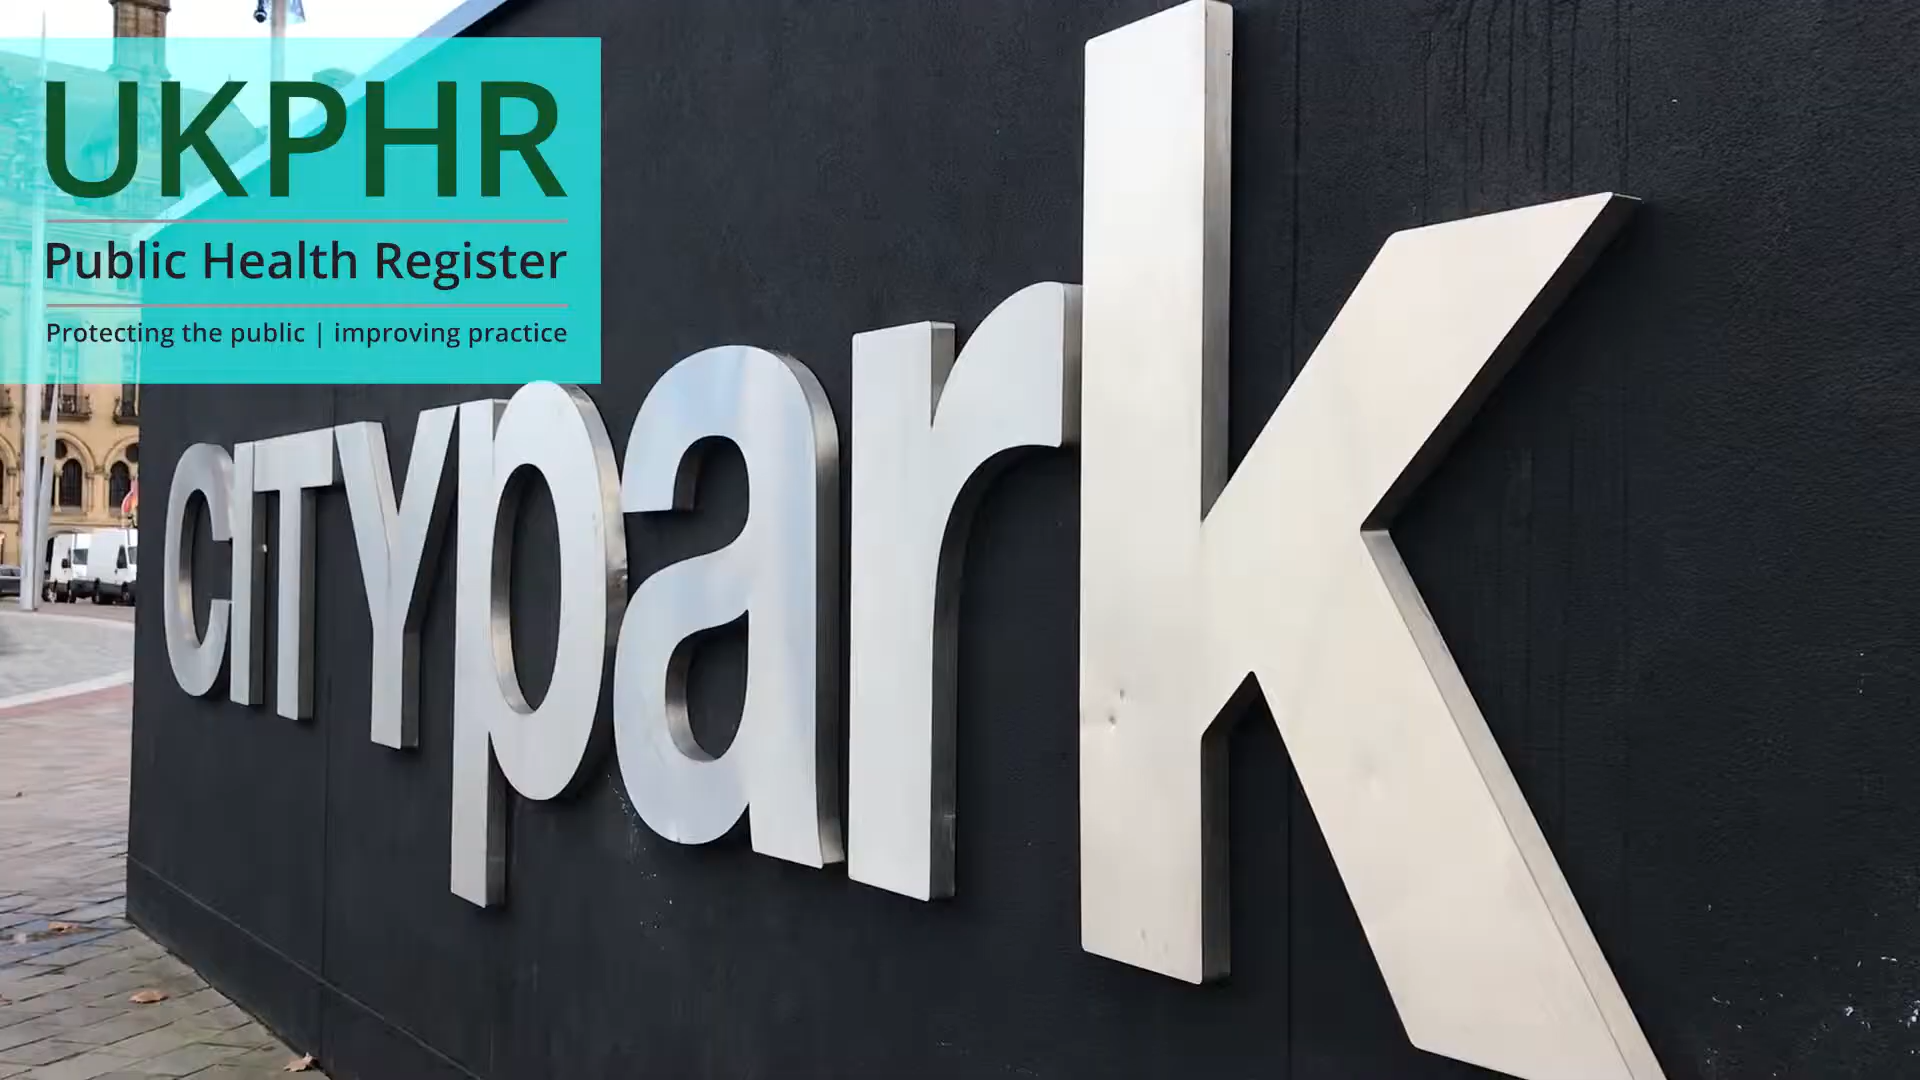 UKPHR
Public Health Register
Protecting the public | improving practice
CITYpark